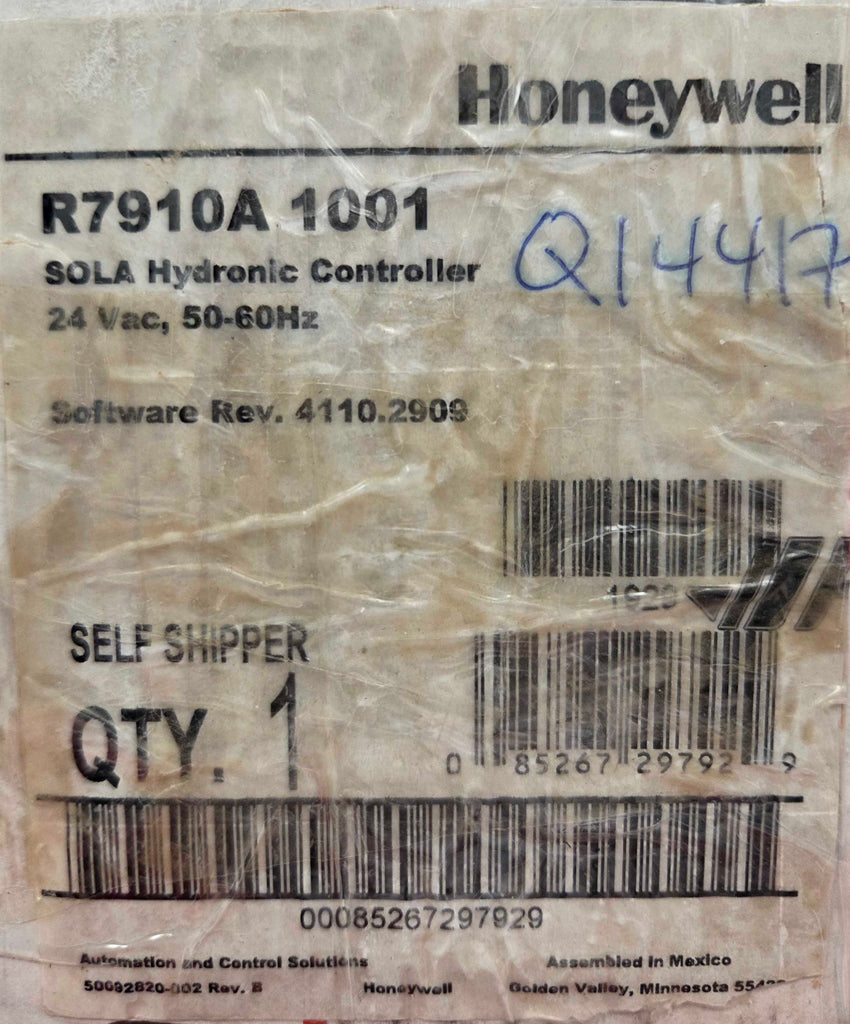 Honeywell
R7910A 1001
Q14417
SOLA Hydronic Controller
24 Vac, 50-60Hz
Software Rev. 4110.2909
SELF SHIPPER
QTY. 1
0 85267 29792 9
00085267297929
Automation and Control Solutions
Assembled in Mexico
50092820-002 Rev. B
Honeywell
Golden Valley, Minnesota